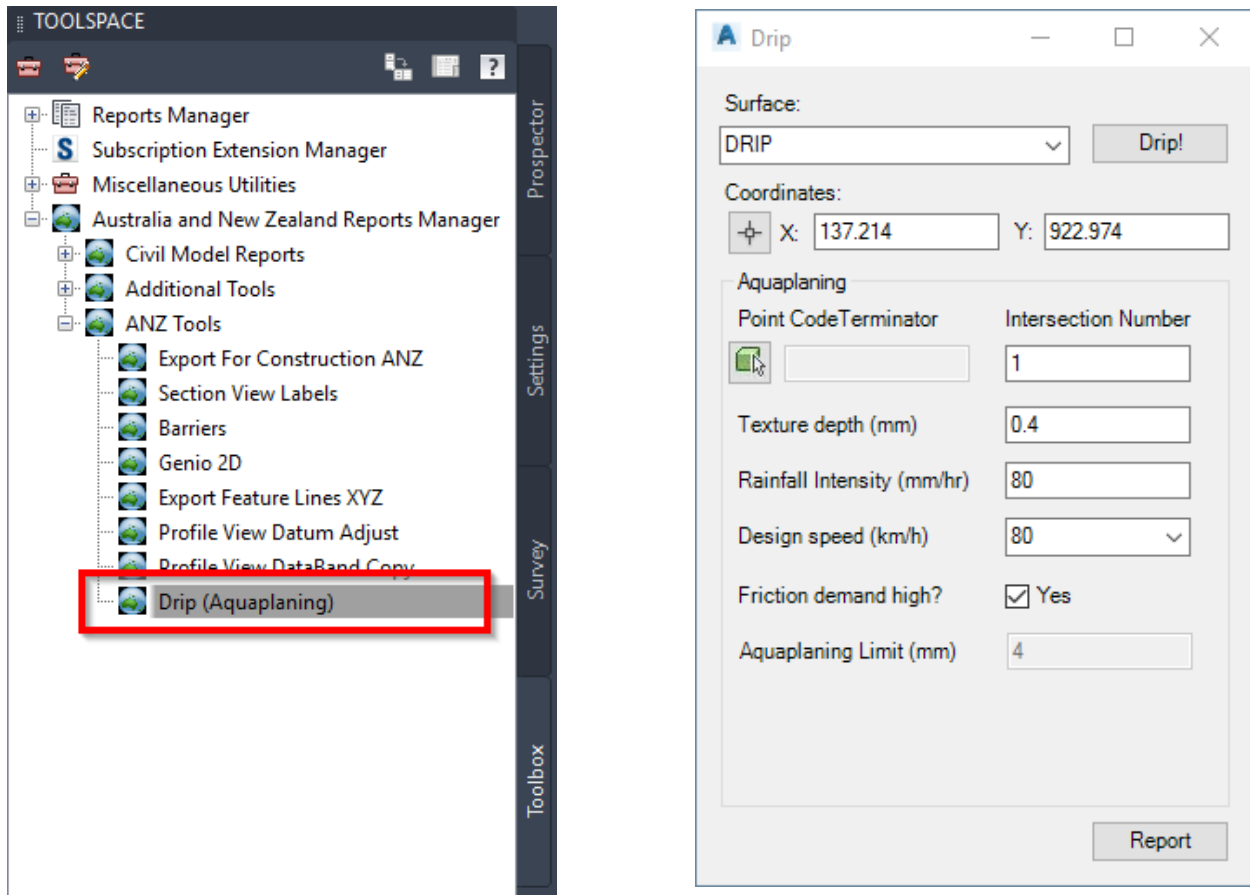 TOOLSPACE
?
Reports Manager
S Subscription Extension Manager
Miscellaneous Utilities
Australia and New Zealand Reports Manager
Civil Model Reports
Additional Tools
ANZ Tools
Export For Construction ANZ
Section View Labels
Barriers
Genio 2D
Export Feature Lines XYZ
Profile View Datum Adjust
Profile View DataBand Copy
Drip (Aquaplaning)
Prospector
Settings
Survey
Toolbox
A Drip
Surface:
DRIP Drip!
Coordinates:
X: 137.214 Y: 922.974
Aquaplaning
Point CodeTerminator Intersection Number
1
Texture depth (mm) 0.4
Rainfall Intensity (mm/hr) 80
Design speed (km/h) 80
Friction demand high? Yes
Aquaplaning Limit (mm) 4
Report